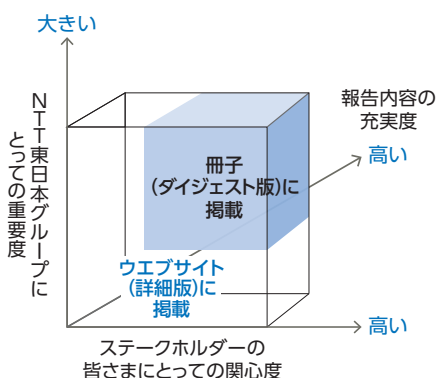 大きい
NTT東日本グループに
とっての重要度
報告内容の
充実度
高い
冊子
(ダイジェスト版)に
掲載
ウエブサイト
(詳細版)に
掲載
高い
ステークホルダーの
皆さまにとっての関心度